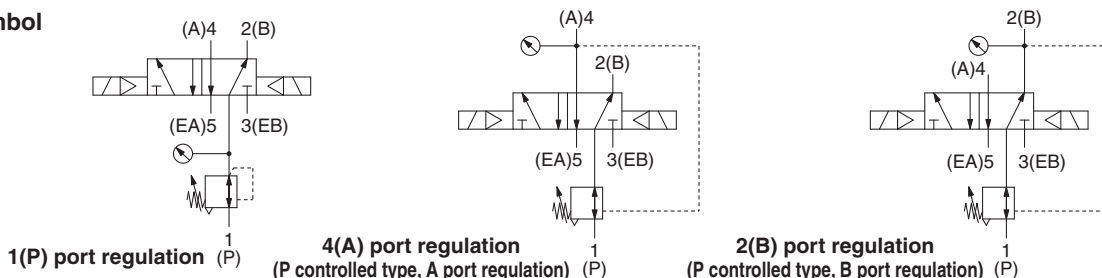 nbol
(A)4 2(B)
(EA)5 3(EB)
1
(P)
1(P) port regulation
(A)4
2(B)
(EA)5 3(EB)
1
(P)
4(A) port regulation
(P controlled type, A port regulation)
2(B)
(A)4
(EA)5 3(EB)
1
(P)
2(B) port regulation
(P controlled type, B port regulation)